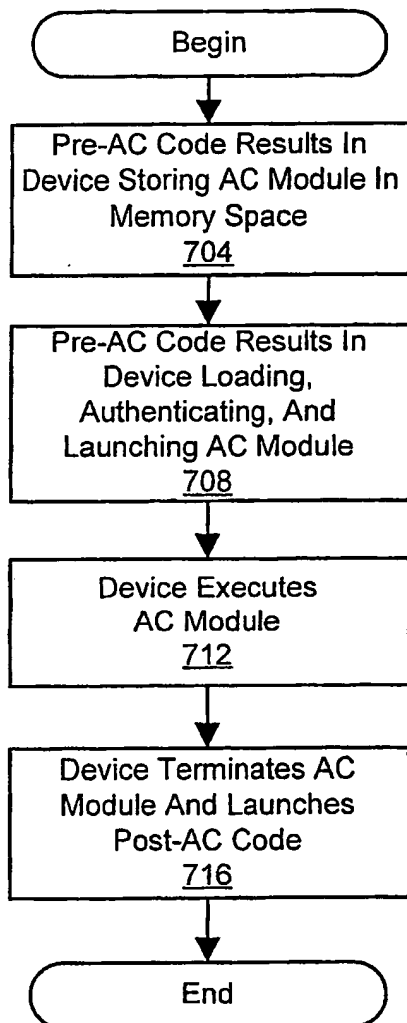 Begin
Pre-AC Code Results In
Device Storing AC Module In
Memory Space
704
Pre-AC Code Results In
Device Loading,
Authenticating, And
Launching AC Module
708
Device Executes
AC Module
712
Device Terminates AC
Module And Launches
Post-AC Code
716
End